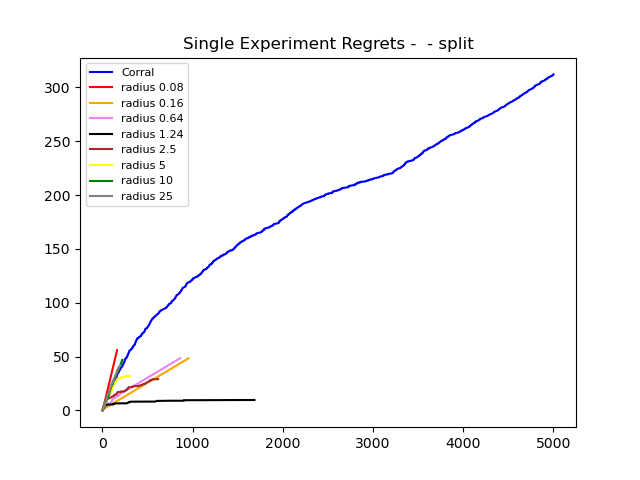 Single Experiment Regrets -  - split
Corral
radius 0.08
radius 0.16
radius 0.64
radius 1.24
radius 2.5
radius 5
radius 10
radius 25
300
250
200
150
100
50
0
0 1000 2000 3000 4000 5000